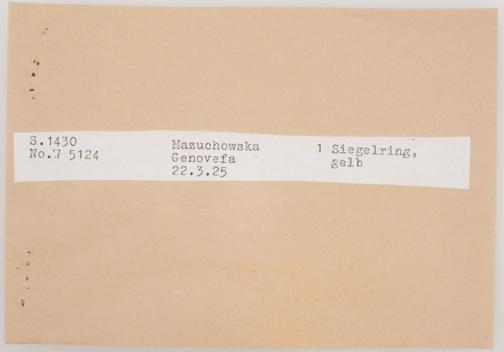 S.1430
No.7 5124
Mazuchowska
Genovefa
22.3.25
1 Siegelring,
gelb